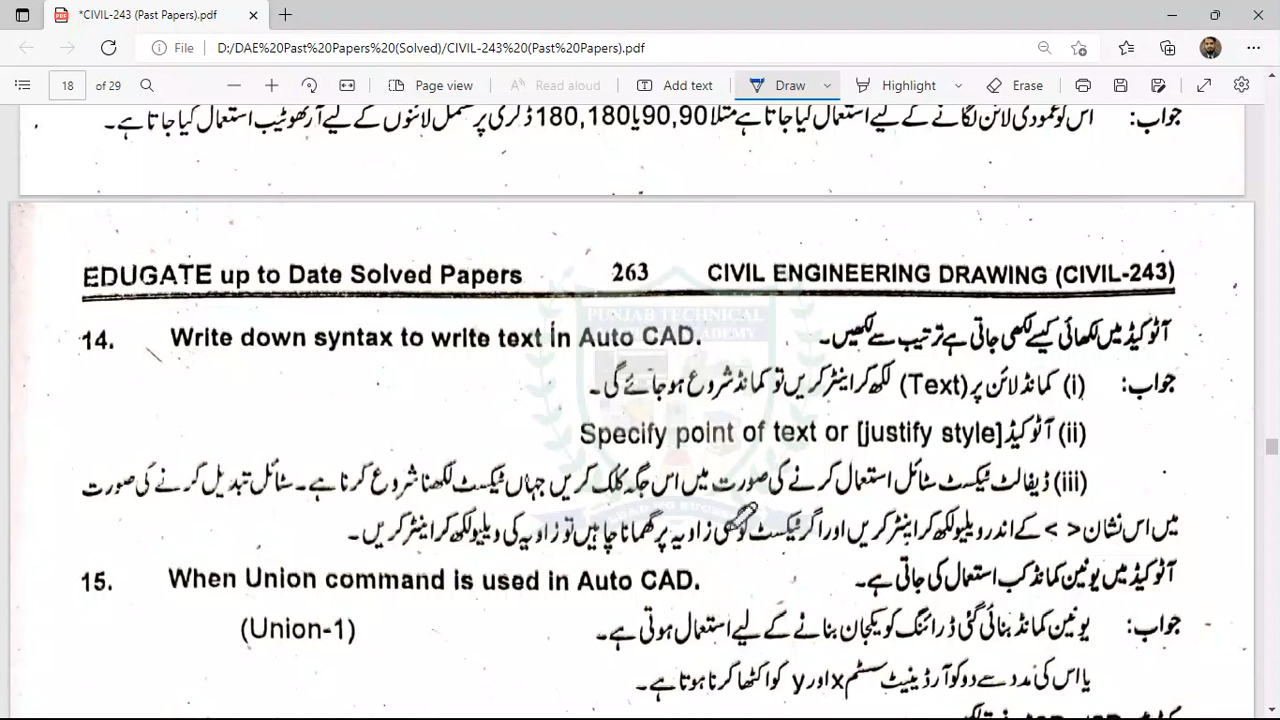 *CIVIL-243 (Past Papers).pdf
File D:/DAE%20Past%20Papers%20(Solved)/CIVIL-243%20(Past%20Papers).pdf
18 of 29 Page view Read aloud Add text Draw Highlight Erase
جواب: اس کو عمودی لائن لگانے کے لیے استعمال کیا جاتا ہے مثلاً 90,90 یا 180,180 ڈگری پر مکمل لائنوں کے لیے آرتھوٹیب استعمال کیا جاتا ہے۔
EDUGATE up to Date Solved Papers 263 CIVIL ENGINEERING DRAWING (CIVIL-243)
PUNJAB TECHNICAL
14. Write down syntax to write text in Auto CAD. آٹو کیڈ میں لکھائی کیسے لکھی جاتی ہے ترتیب سے لکھیں۔
جواب: (i) کمانڈ لائن پر (Text) لکھ کر اینٹر کریں تو کمانڈ شروع ہو جائے گی۔
(ii) آٹو کیڈ Specify point of text or [justify style]
(iii) ڈیفالٹ ٹیکسٹ سٹائل استعمال کرنے کی صورت میں اس جگہ کلک کریں جہاں ٹیکسٹ لکھنا شروع کرنا ہے۔ سٹائل تبدیل کرنے کی صورت
میں اس نشان < > کے اندر ویلیو لکھ کر اینٹر کریں اور اگر ٹیکسٹ کو کسی زاویہ پر گھمانا چاہیں تو زاویہ کی ویلیو لکھ کر اینٹر کریں۔
15. When Union command is used in Auto CAD. آٹو کیڈ میں یونین کمانڈ کب استعمال کی جاتی ہے۔
جواب: یونین کمانڈ بنائی گئی ڈرائنگ کو یکجان بنانے کے لیے استعمال ہوتی ہے۔ (Union-1)
یا اس کی مدد سے دو کوآرڈینیٹ سسٹم x اور y کو اکٹھا کرنا ہوتا ہے۔